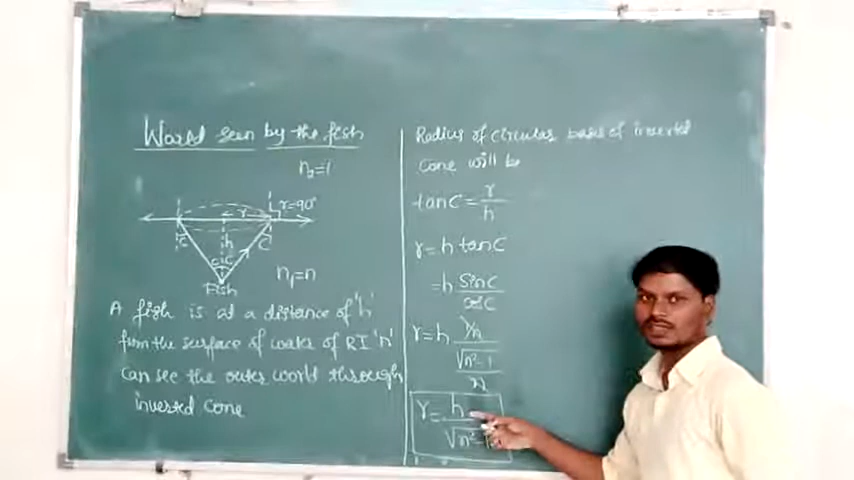 World seen by the fish
n₂=1
r
r=90°
h
C
C
C C
n₁=n
Fish
A fish is at a distance of 'h'
from the surface of water of RI 'n'
can see the outer world through
inverted cone
Radius of circular base of inverted
cone will be
tanC = r/h
r = h tanC
= h SinC/cosC
r = h (1/n)/(√n²-1/n)
r = h/√n²-1